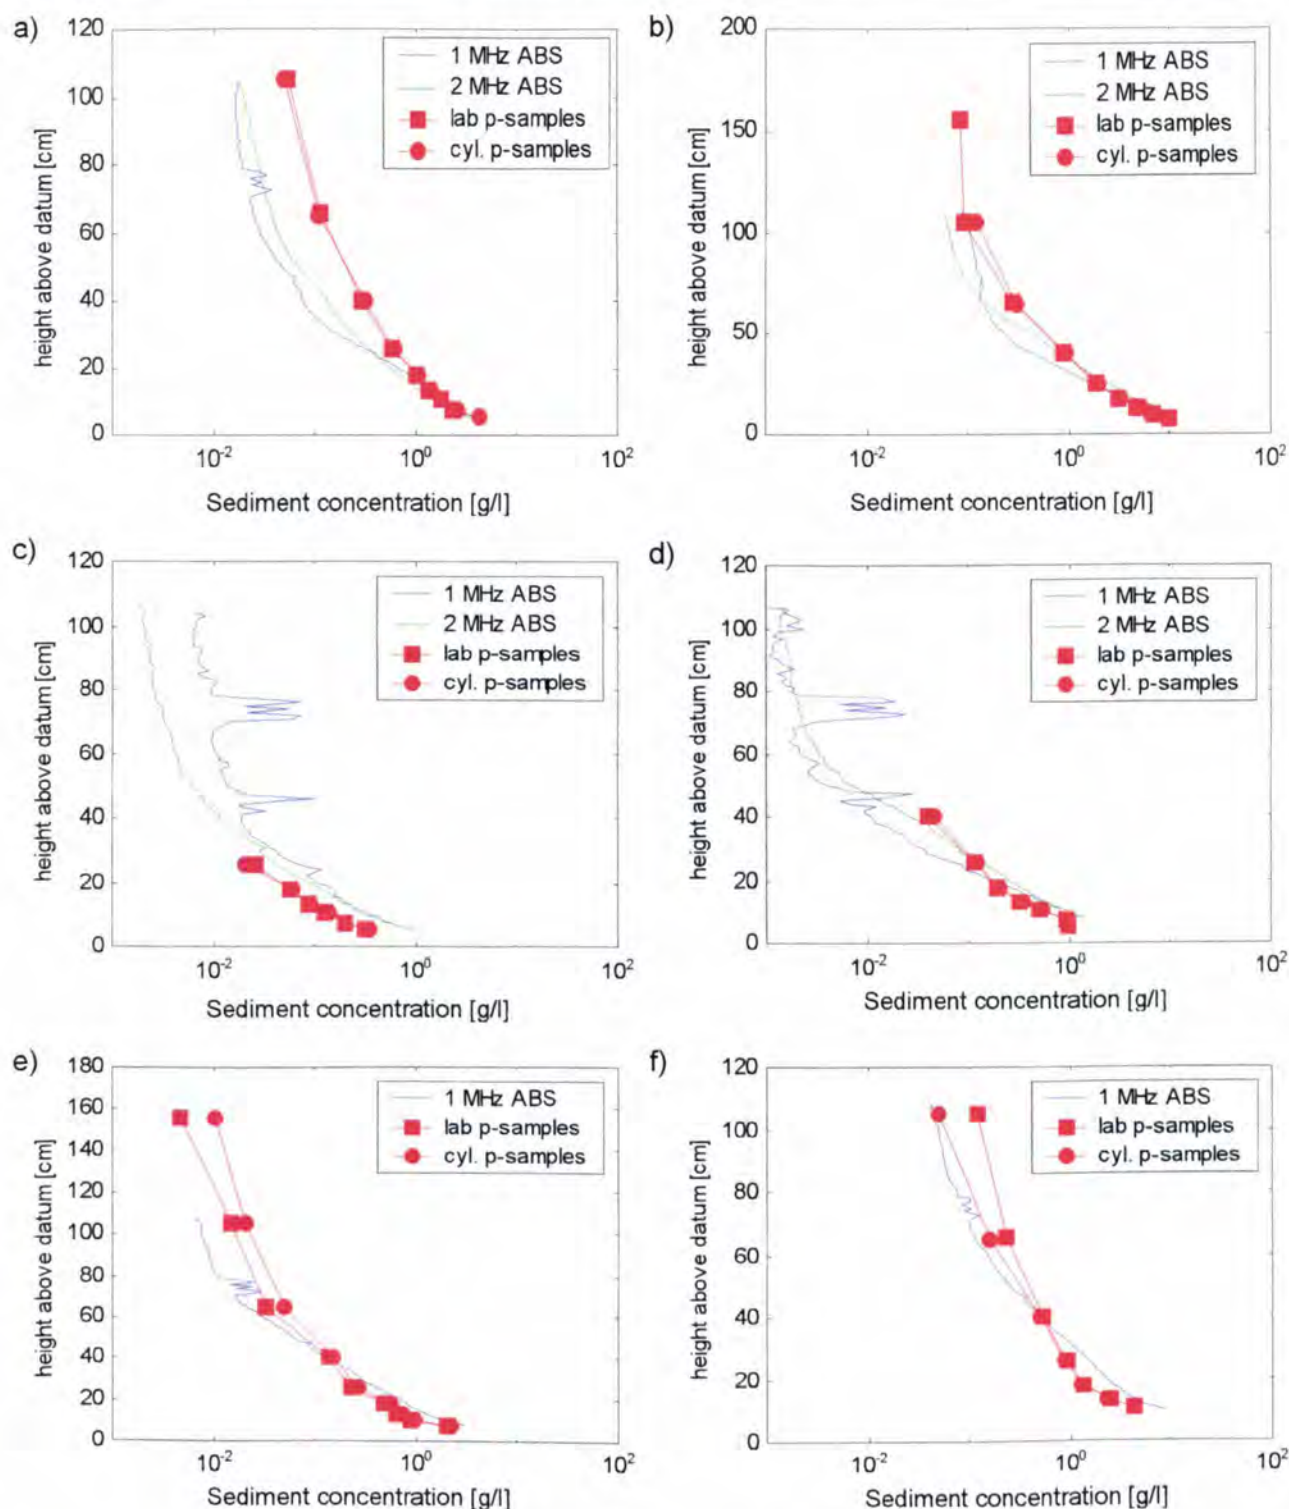 a)
120
100
80
60
40
20
0
height above datum [cm]
1 MHz ABS
2 MHz ABS
lab p-samples
cyl. p-samples
10-2
100
102
Sediment concentration [g/l]
b)
200
150
100
50
0
height above datum [cm]
1 MHz ABS
2 MHz ABS
lab p-samples
cyl. p-samples
10-2
100
102
Sediment concentration [g/l]
c)
120
100
80
60
40
20
0
height above datum [cm]
1 MHz ABS
2 MHz ABS
lab p-samples
cyl. p-samples
10-2
100
102
Sediment concentration [g/l]
d)
120
100
80
60
40
20
0
height above datum [cm]
1 MHz ABS
2 MHz ABS
lab p-samples
cyl. p-samples
10-2
100
102
Sediment concentration [g/l]
e)
180
160
140
120
100
80
60
40
20
0
height above datum [cm]
1 MHz ABS
lab p-samples
cyl. p-samples
10-2
100
102
Sediment concentration [g/l]
f)
120
100
80
60
40
20
0
height above datum [cm]
1 MHz ABS
lab p-samples
cyl. p-samples
10-2
100
102
Sediment concentration [g/l]